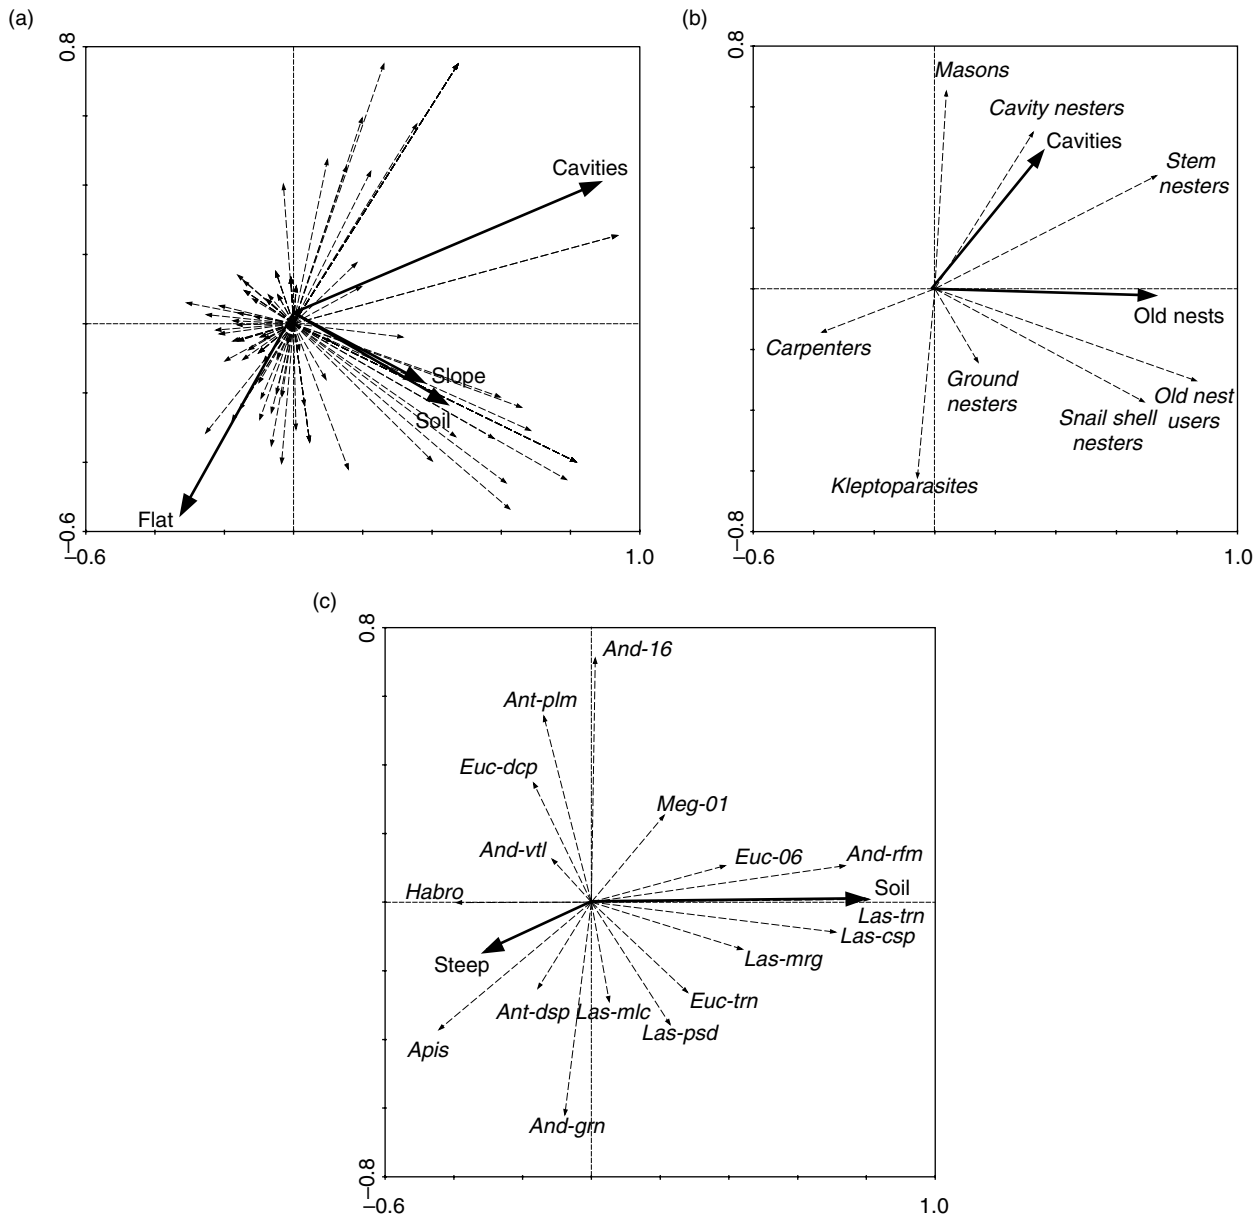 (a)
0.8
Cavities
Slope
Soil
Flat
–0.6
–0.6
1.0
(b)
0.8
Masons
Cavity nesters
Cavities
Stem
nesters
Old nests
Carpenters
Ground
nesters
Old nest
users
Snail shell
nesters
Kleptoparasites
–0.8
–0.6
1.0
(c)
0.8
And-16
Ant-plm
Euc-dcp
Meg-01
And-vtl
Euc-06
And-rfm
Habro
Soil
Las-trn
Las-csp
Las-mrg
Steep
Euc-trn
Ant-dsp
Las-mlc
Las-psd
Apis
And-grn
–0.8
–0.6
1.0